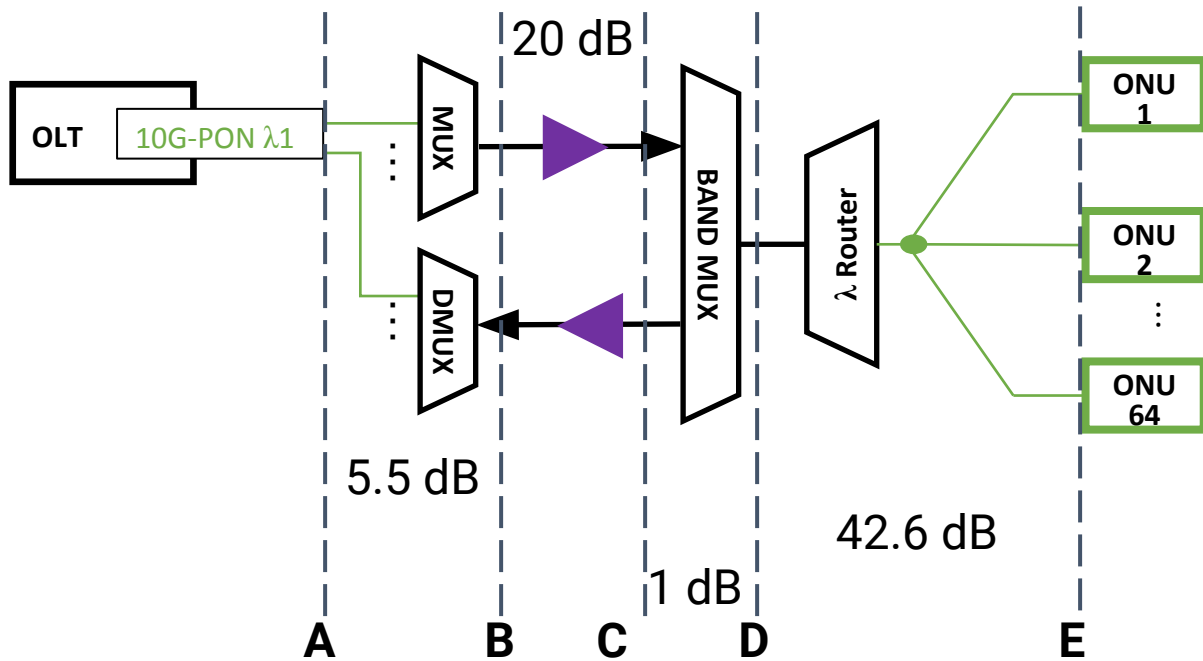 20 dB
OLT
10G-PON λ1
...
MUX
...
DMUX
BAND MUX
λ Router
ONU
1
ONU
2
...
ONU
64
5.5 dB
42.6 dB
1 dB
A
B
C
D
E